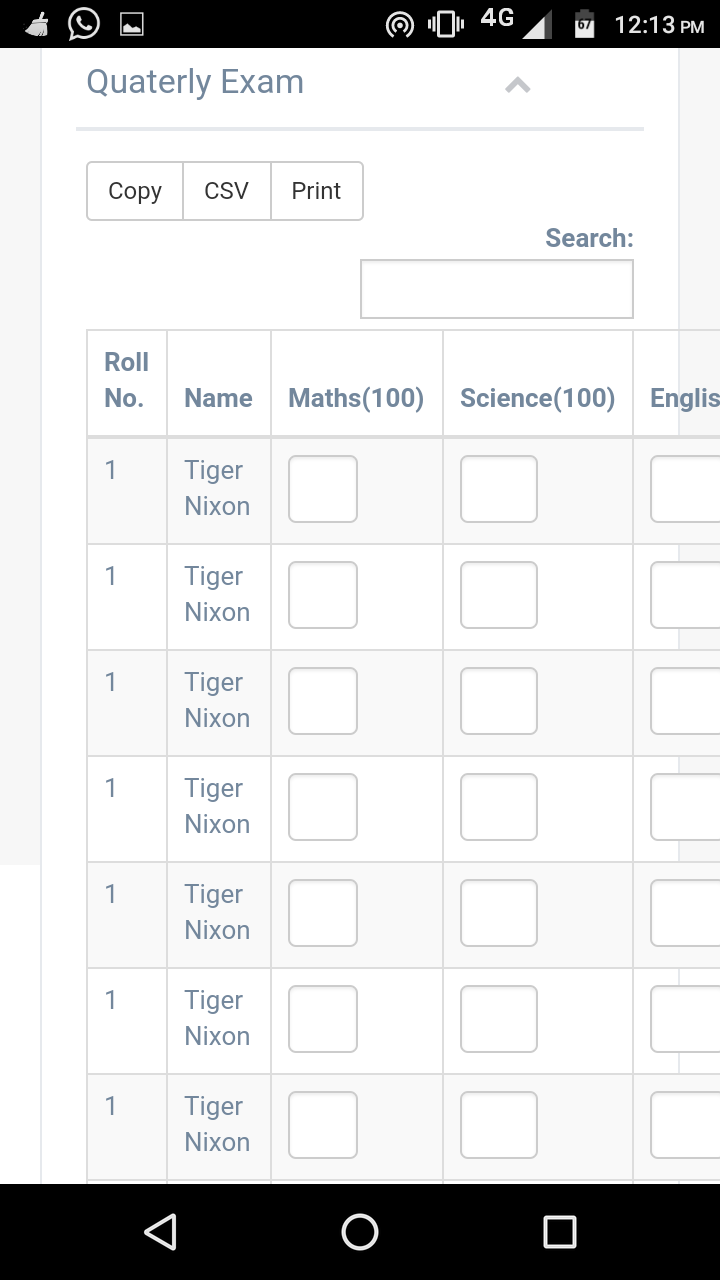 4G 67 12:13 PM
Quaterly Exam
Copy CSV Print
Search:
Roll No. Name Maths(100) Science(100) Englis
1 Tiger Nixon
1 Tiger Nixon
1 Tiger Nixon
1 Tiger Nixon
1 Tiger Nixon
1 Tiger Nixon
1 Tiger Nixon